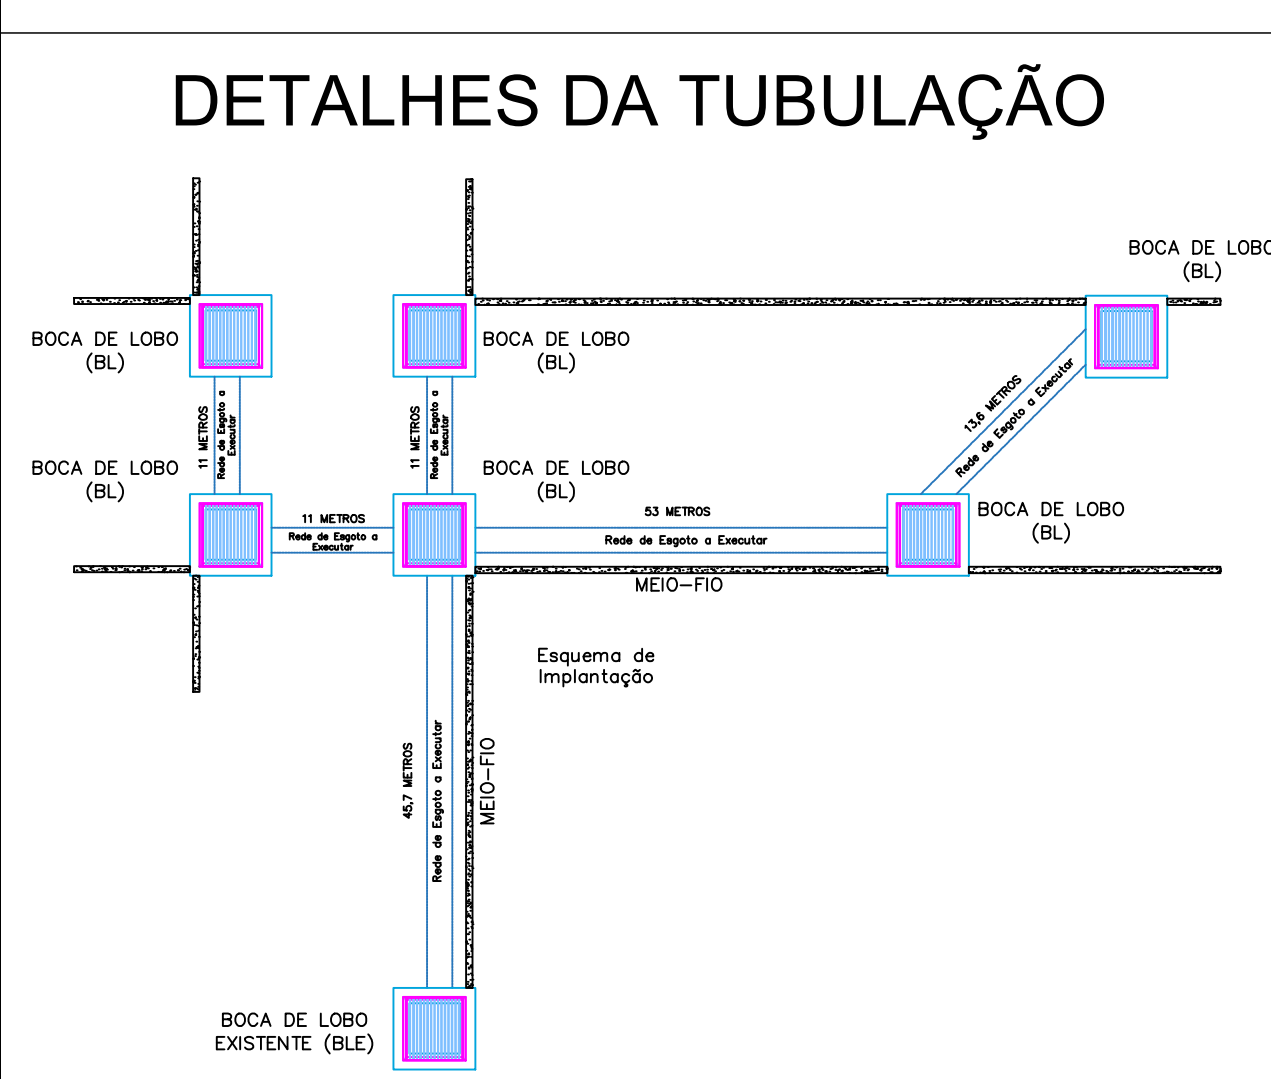 DETALHES DA TUBULAÇÃO
BOCA DE LOBO
(BL)
BOCA DE LOBO
(BL)
BOCA DE LOBO
(BL)
11 METROS
Rede de Esgoto a
Executar
11 METROS
Rede de Esgoto a
Executar
13,6 METROS
Rede de Esgoto a Executar
BOCA DE LOBO
(BL)
BOCA DE LOBO
(BL)
11 METROS
Rede de Esgoto a
Executar
53 METROS
Rede de Esgoto a Executar
BOCA DE LOBO
(BL)
MEIO-FIO
Esquema de
Implantação
45,7 METROS
Rede de Esgoto a Executar
MEIO-FIO
BOCA DE LOBO
EXISTENTE (BLE)